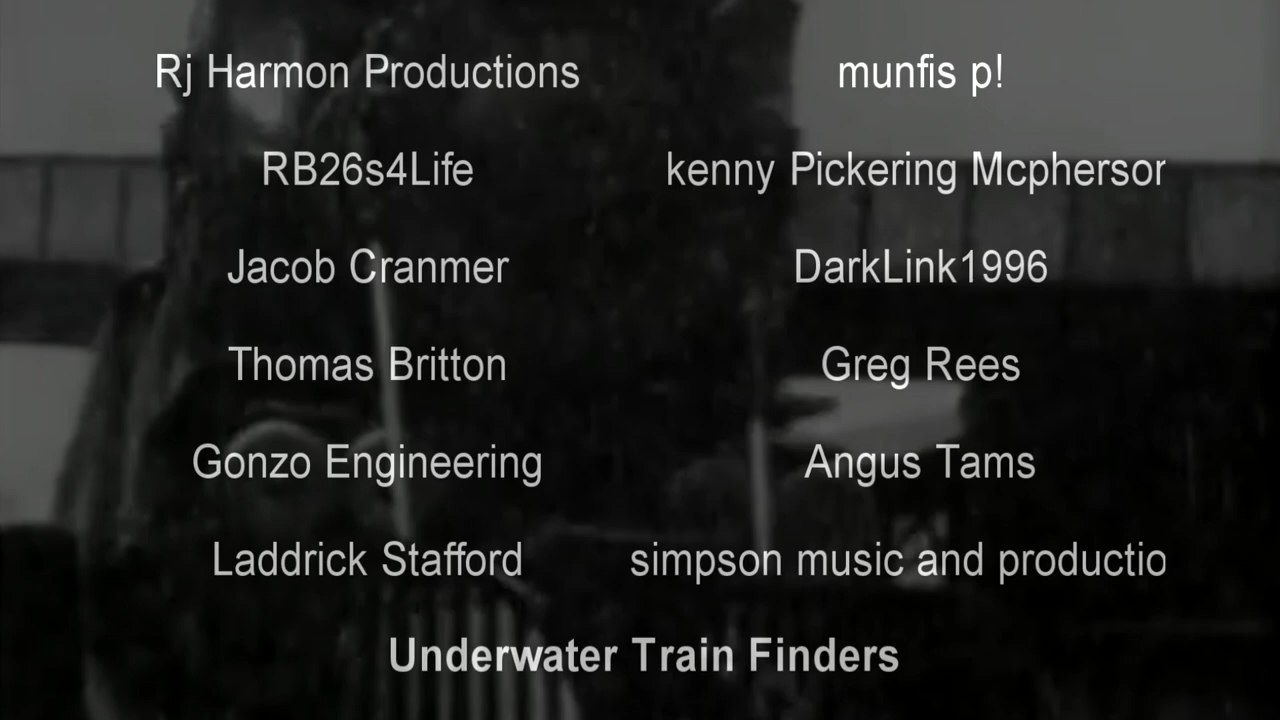 Rj Harmon Productions munfis p!
RB26s4Life kenny Pickering Mcpherson
Jacob Cranmer DarkLink1996
Thomas Britton Greg Rees
Gonzo Engineering Angus Tams
Laddrick Stafford simpson music and productio
Underwater Train Finders